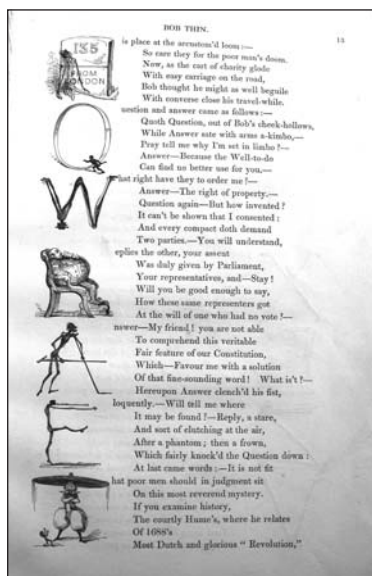 BOB THIN.
15
135
FROM
LONDON
is place at the accustom'd loom:—
So care they for the poor man's doom.
Now, as the cart of charity glode
With easy carriage on the road,
Bob thought he might as well beguile
With converse close his travel-while.
Question and answer came as follows:—
Quoth Question, out of Bob's cheek-hollows,
While Answer sate with arms a-kimbo,—
Pray tell me why I'm set in limbo?—
Answer—Because the Well-to-do
Can find no better use for you.—
What right have they to order me?—
Answer—The right of property.—
Question again—But how invented?
It can't be shown that I consented:
And every compact doth demand
Two parties.—You will understand,
eplies the other, your assent
Was duly given by Parliament,
Your representatives, and—Stay!
Will you be good enough to say,
How these same representers got
At the will of one who had no vote?—
Answer—My friend! you are not able
To comprehend this veritable
Fair feature of our Constitution,
Which—Favour me with a solution
Of that fine-sounding word! What is't?—
Hereupon Answer clench'd his fist,
Eloquently.—Will tell me where
It may be found?—Reply, a stare,
And sort of clutching at the air,
After a phantom; then a frown,
Which fairly knock'd the Question down:
At last came words:—It is not fit
That poor men should in judgment sit
On this most reverend mystery.
If you examine history,
The courtly Hume's, where he relates
Of 1688's
Most Dutch and glorious "Revolution,"